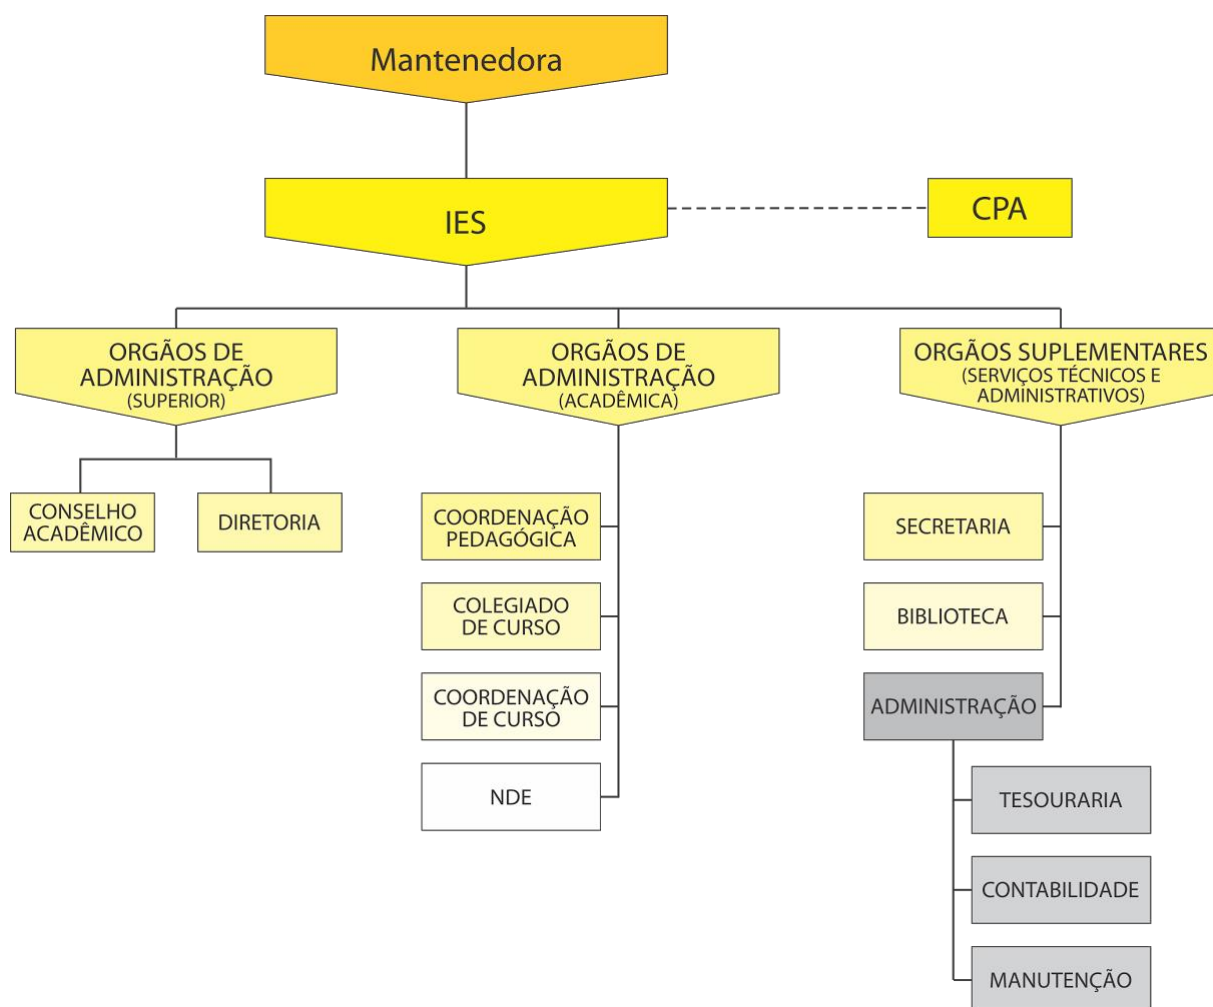 Mantenedora
IES
CPA
ORGÃOS DE
ADMINISTRAÇÃO
(SUPERIOR)
ORGÃOS DE
ADMINISTRAÇÃO
(ACADÊMICA)
ORGÃOS SUPLEMENTARES
(SERVIÇOS TÉCNICOS E
ADMINISTRATIVOS)
CONSELHO
ACADÊMICO
DIRETORIA
COORDENAÇÃO
PEDAGÓGICA
COLEGIADO
DE CURSO
COORDENAÇÃO
DE CURSO
NDE
SECRETARIA
BIBLIOTECA
ADMINISTRAÇÃO
TESOURARIA
CONTABILIDADE
MANUTENÇÃO